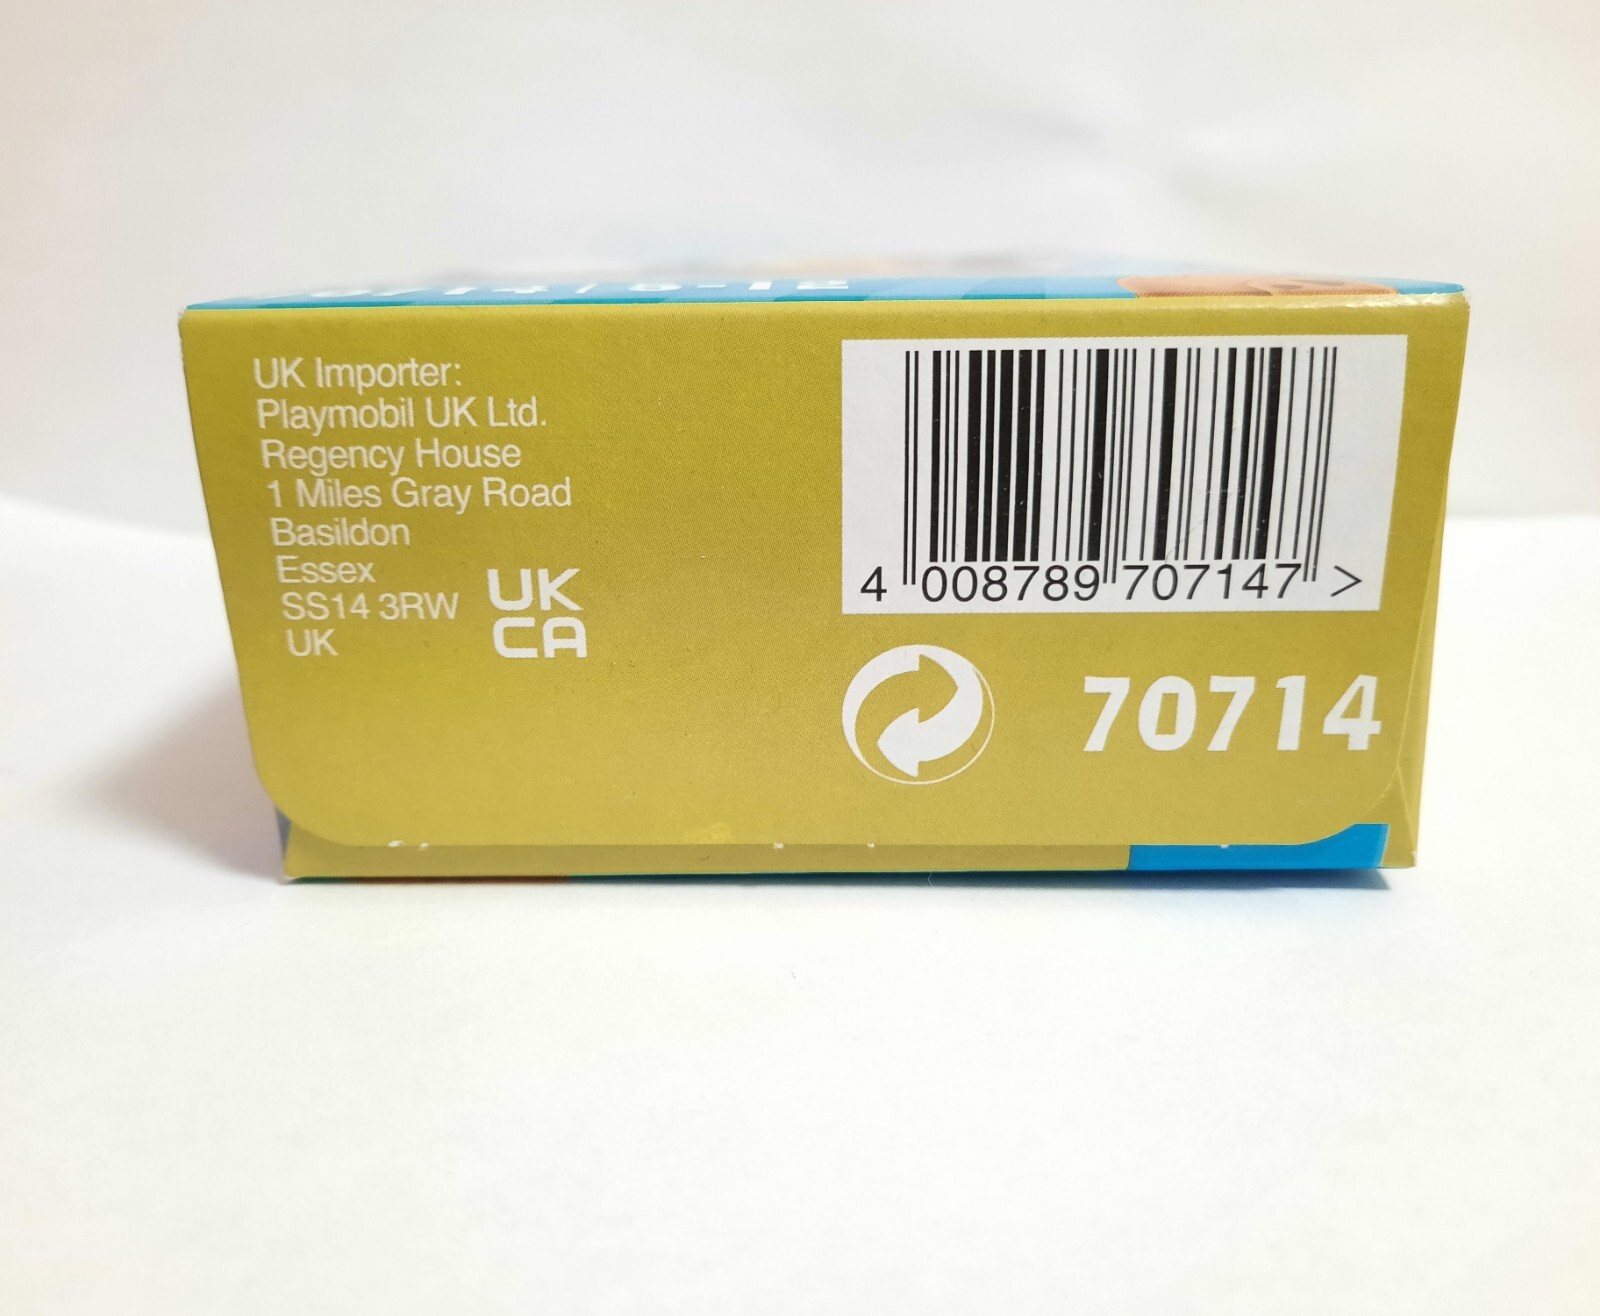 UK Importer:
Playmobil UK Ltd.
Regency House
1 Miles Gray Road
Basildon
Essex
SS14 3RW
UK
UK
CA
4 008789 707147 >
70714